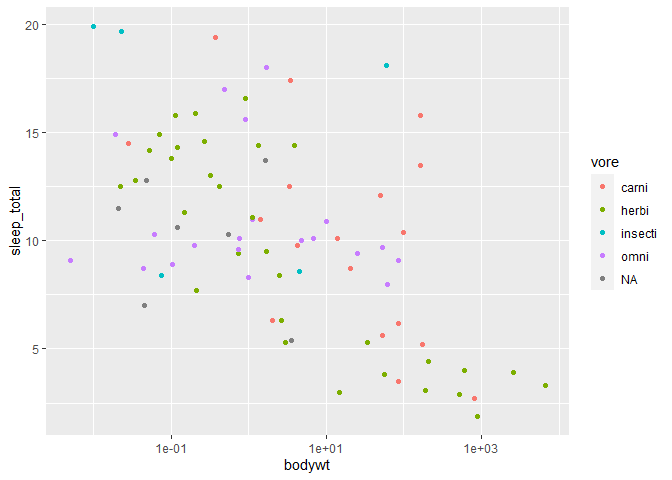 20
15
10
5
sleep_total
1e-01
1e+01
1e+03
bodywt
vore
carni
herbi
insecti
omni
NA